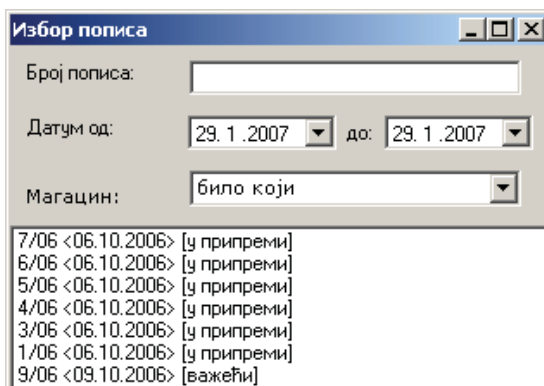 Избор пописа
Број пописа:
Датум од: 29. 1 .2007 до: 29. 1 .2007
Магацин: било који
7/06 <06.10.2006> [у припреми]
6/06 <06.10.2006> [у припреми]
5/06 <06.10.2006> [у припреми]
4/06 <06.10.2006> [у припреми]
3/06 <06.10.2006> [у припреми]
1/06 <06.10.2006> [у припреми]
9/06 <09.10.2006> [важећи]